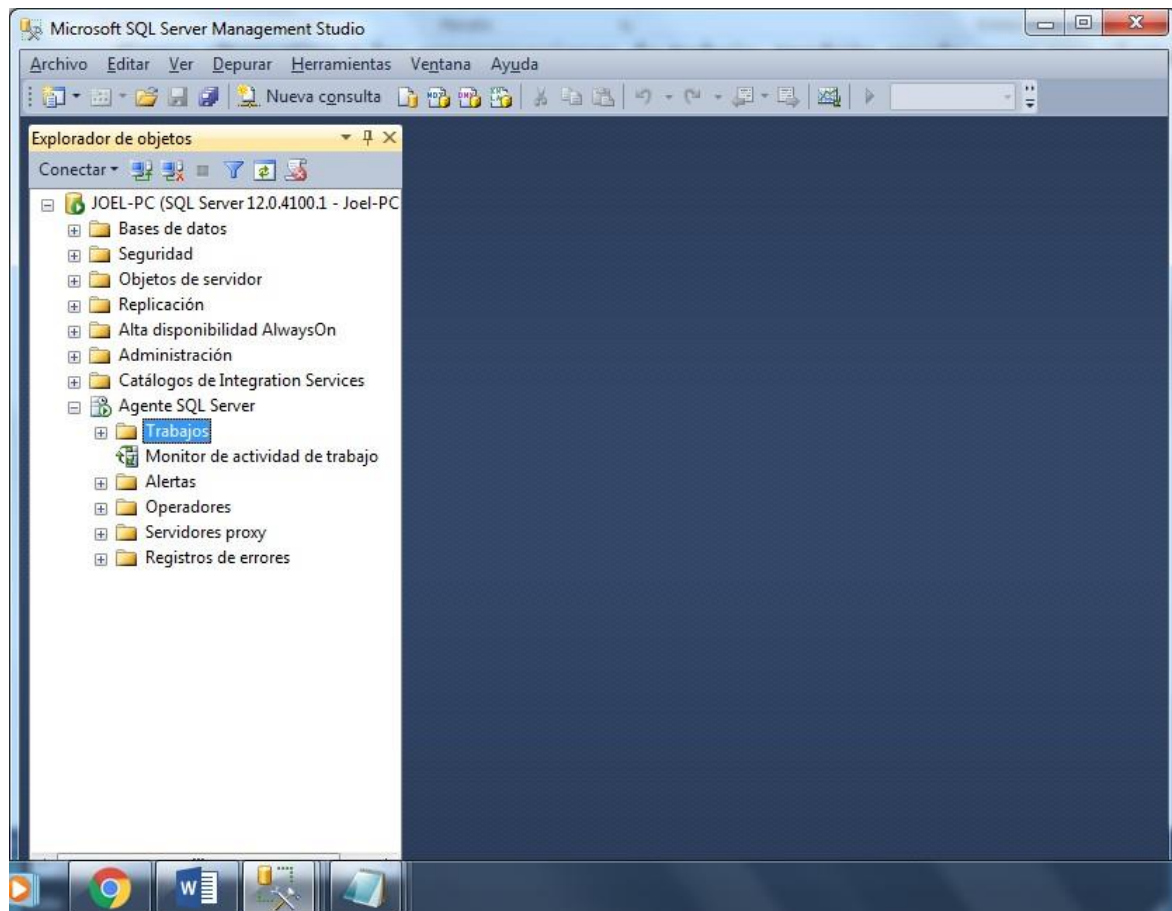 Microsoft SQL Server Management Studio
Archivo Editar Ver Depurar Herramientas Ventana Ayuda
Nueva consulta
Explorador de objetos
Conectar
JOEL-PC (SQL Server 12.0.4100.1 - Joel-PC
Bases de datos
Seguridad
Objetos de servidor
Replicación
Alta disponibilidad AlwaysOn
Administración
Catálogos de Integration Services
Agente SQL Server
Trabajos
Monitor de actividad de trabajo
Alertas
Operadores
Servidores proxy
Registros de errores